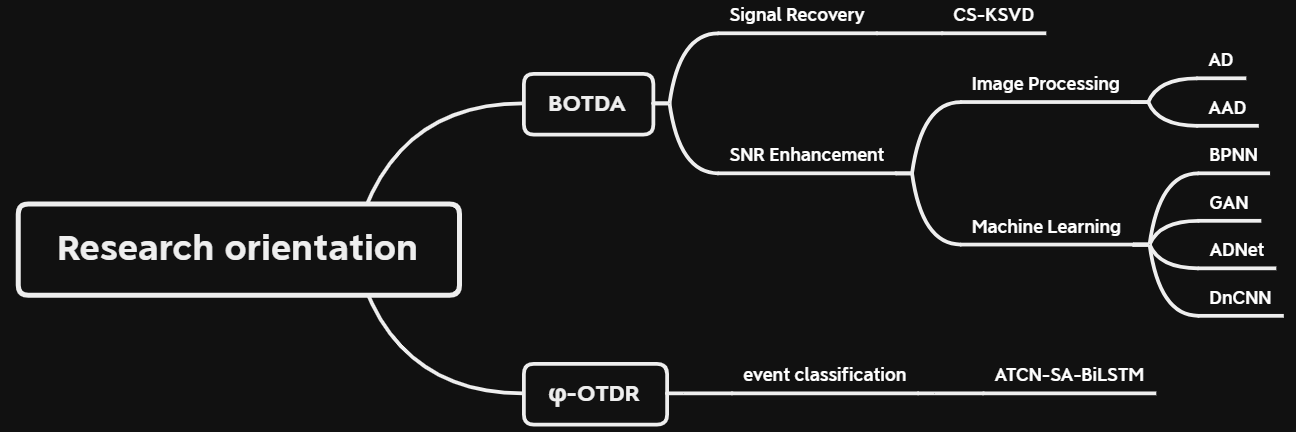 Research orientation
BOTDA
Signal Recovery
CS-KSVD
SNR Enhancement
Image Processing
AD
AAD
Machine Learning
BPNN
GAN
ADNet
DnCNN
φ-OTDR
event classification
ATCN-SA-BiLSTM